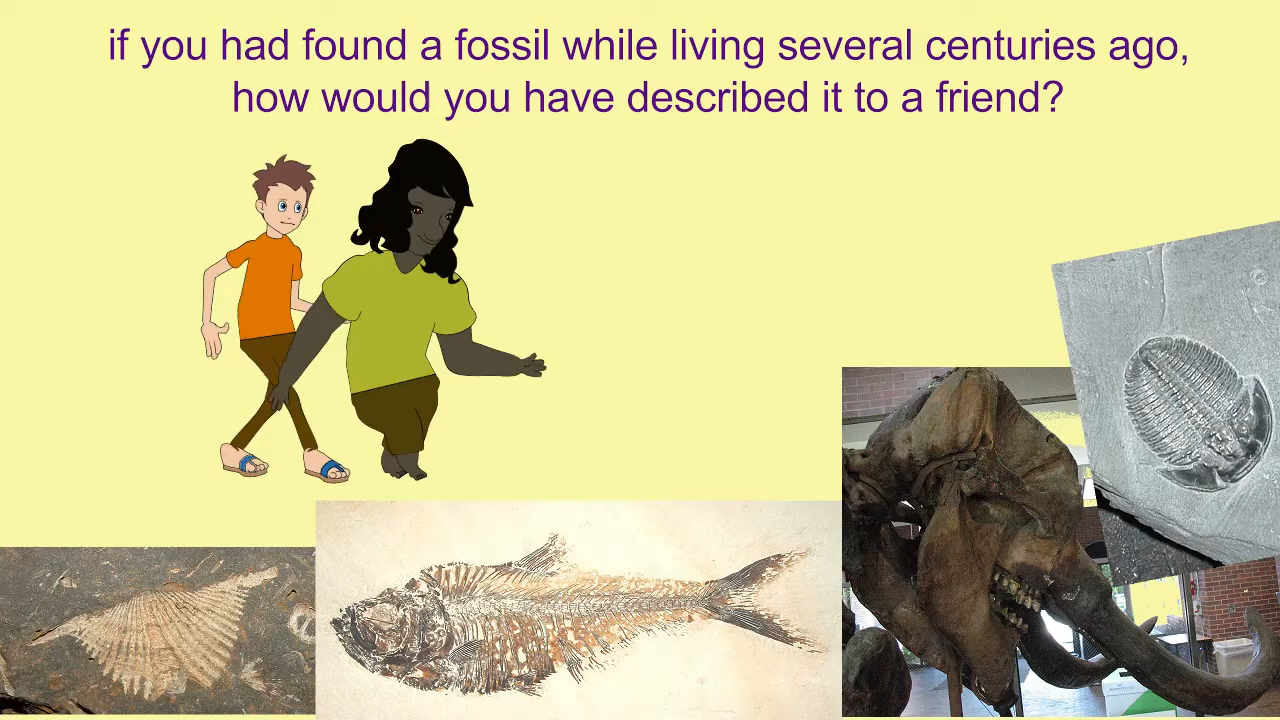 if you had found a fossil while living several centuries ago,
how would you have described it to a friend?